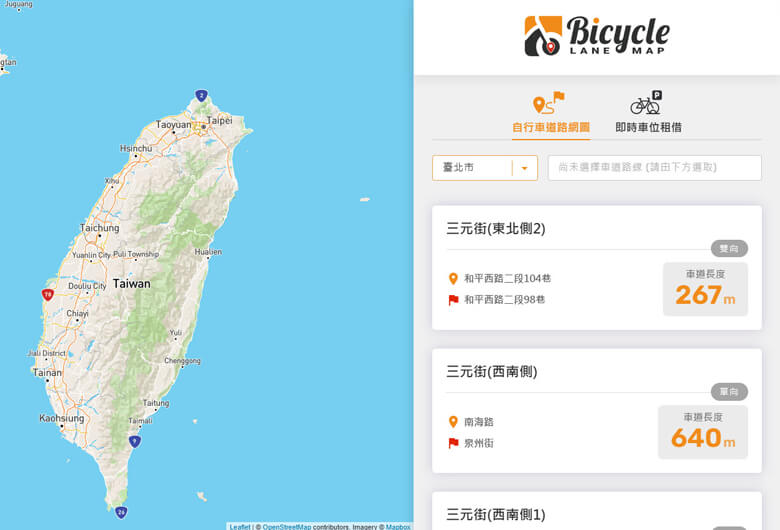 Juguang
gtan
2
Taoyuan
Taipei
Hsinchu
Xihu
Taichung
Yuanlin City
Puli Township
Hualien
Taiwan
Douliu City
78
Chiayi
Yuli
Jiali District
Chenggong
Tainan
Taitung
Kaohsiung
Taimali
9
26
Leaflet | © OpenStreetMap contributors, Imagery © Mapbox
Bicycle
LANE MAP
P
自行車道路網圖
即時車位租借
臺北市
尚未選擇車道路線 (請由下方選取)
三元街(東北側2)
雙向
和平西路二段104巷
和平西路二段98巷
車道長度
267m
三元街(西南側)
單向
南海路
泉州街
車道長度
640m
三元街(西南側1)